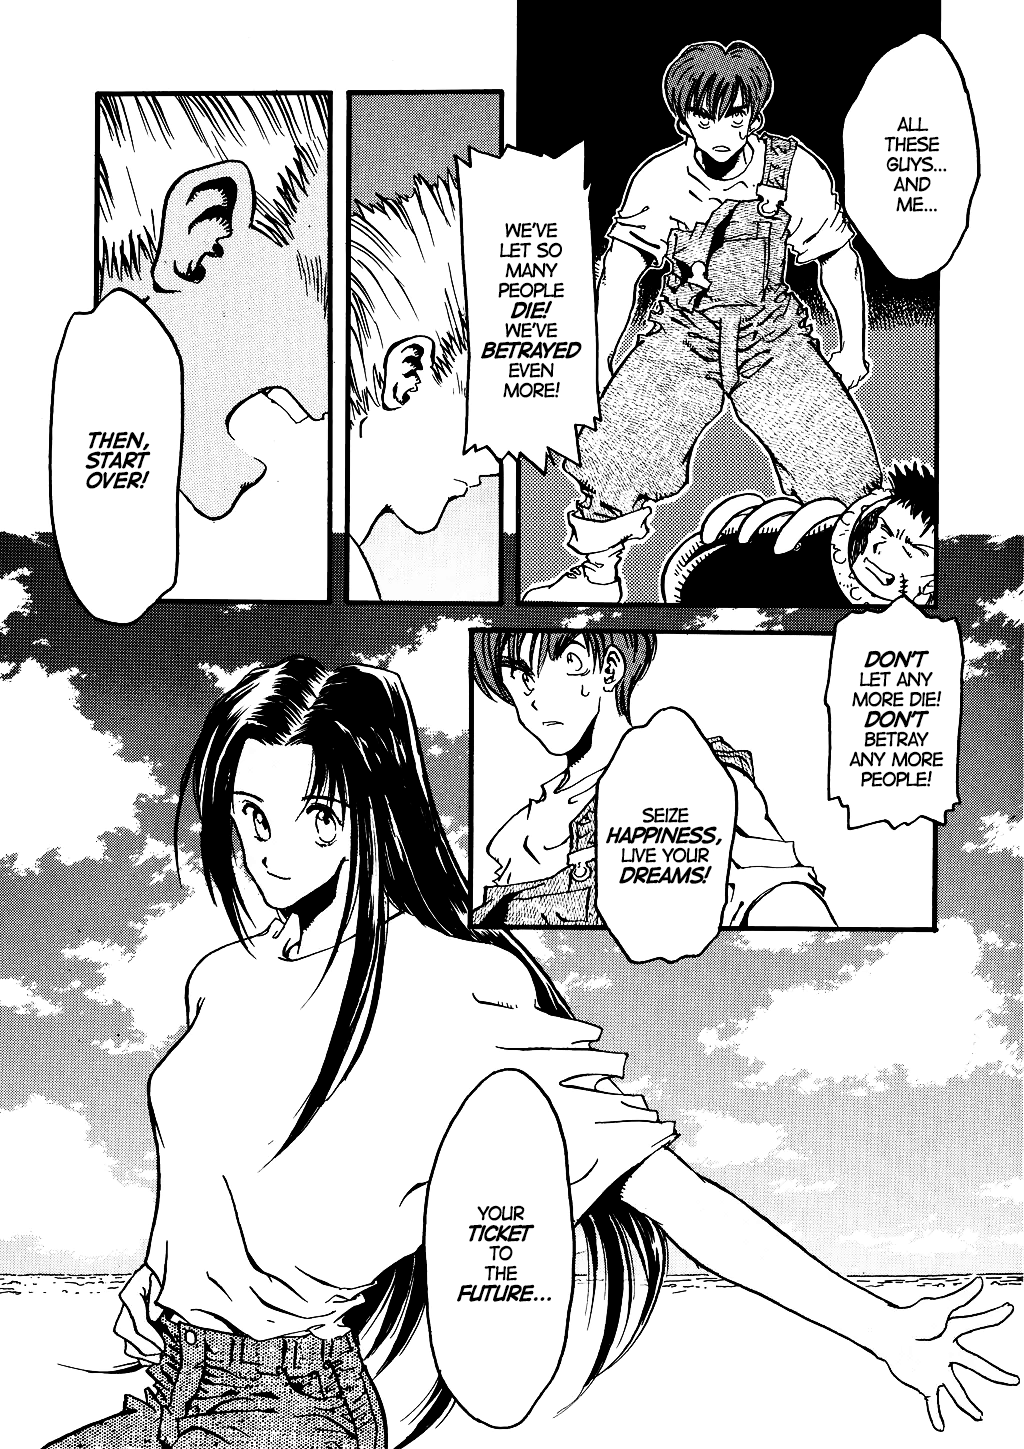 ALL
THESE
GUYS...
AND
ME...
WE'VE
LET SO
MANY
PEOPLE
DIE!
WE'VE
BETRAYED
EVEN
MORE!
THEN,
START
OVER!
DON'T
LET ANY
MORE DIE!
DON'T
BETRAY
ANY MORE
PEOPLE!
SEIZE
HAPPINESS,
LIVE YOUR
DREAMS!
YOUR
TICKET
TO
THE
FUTURE...